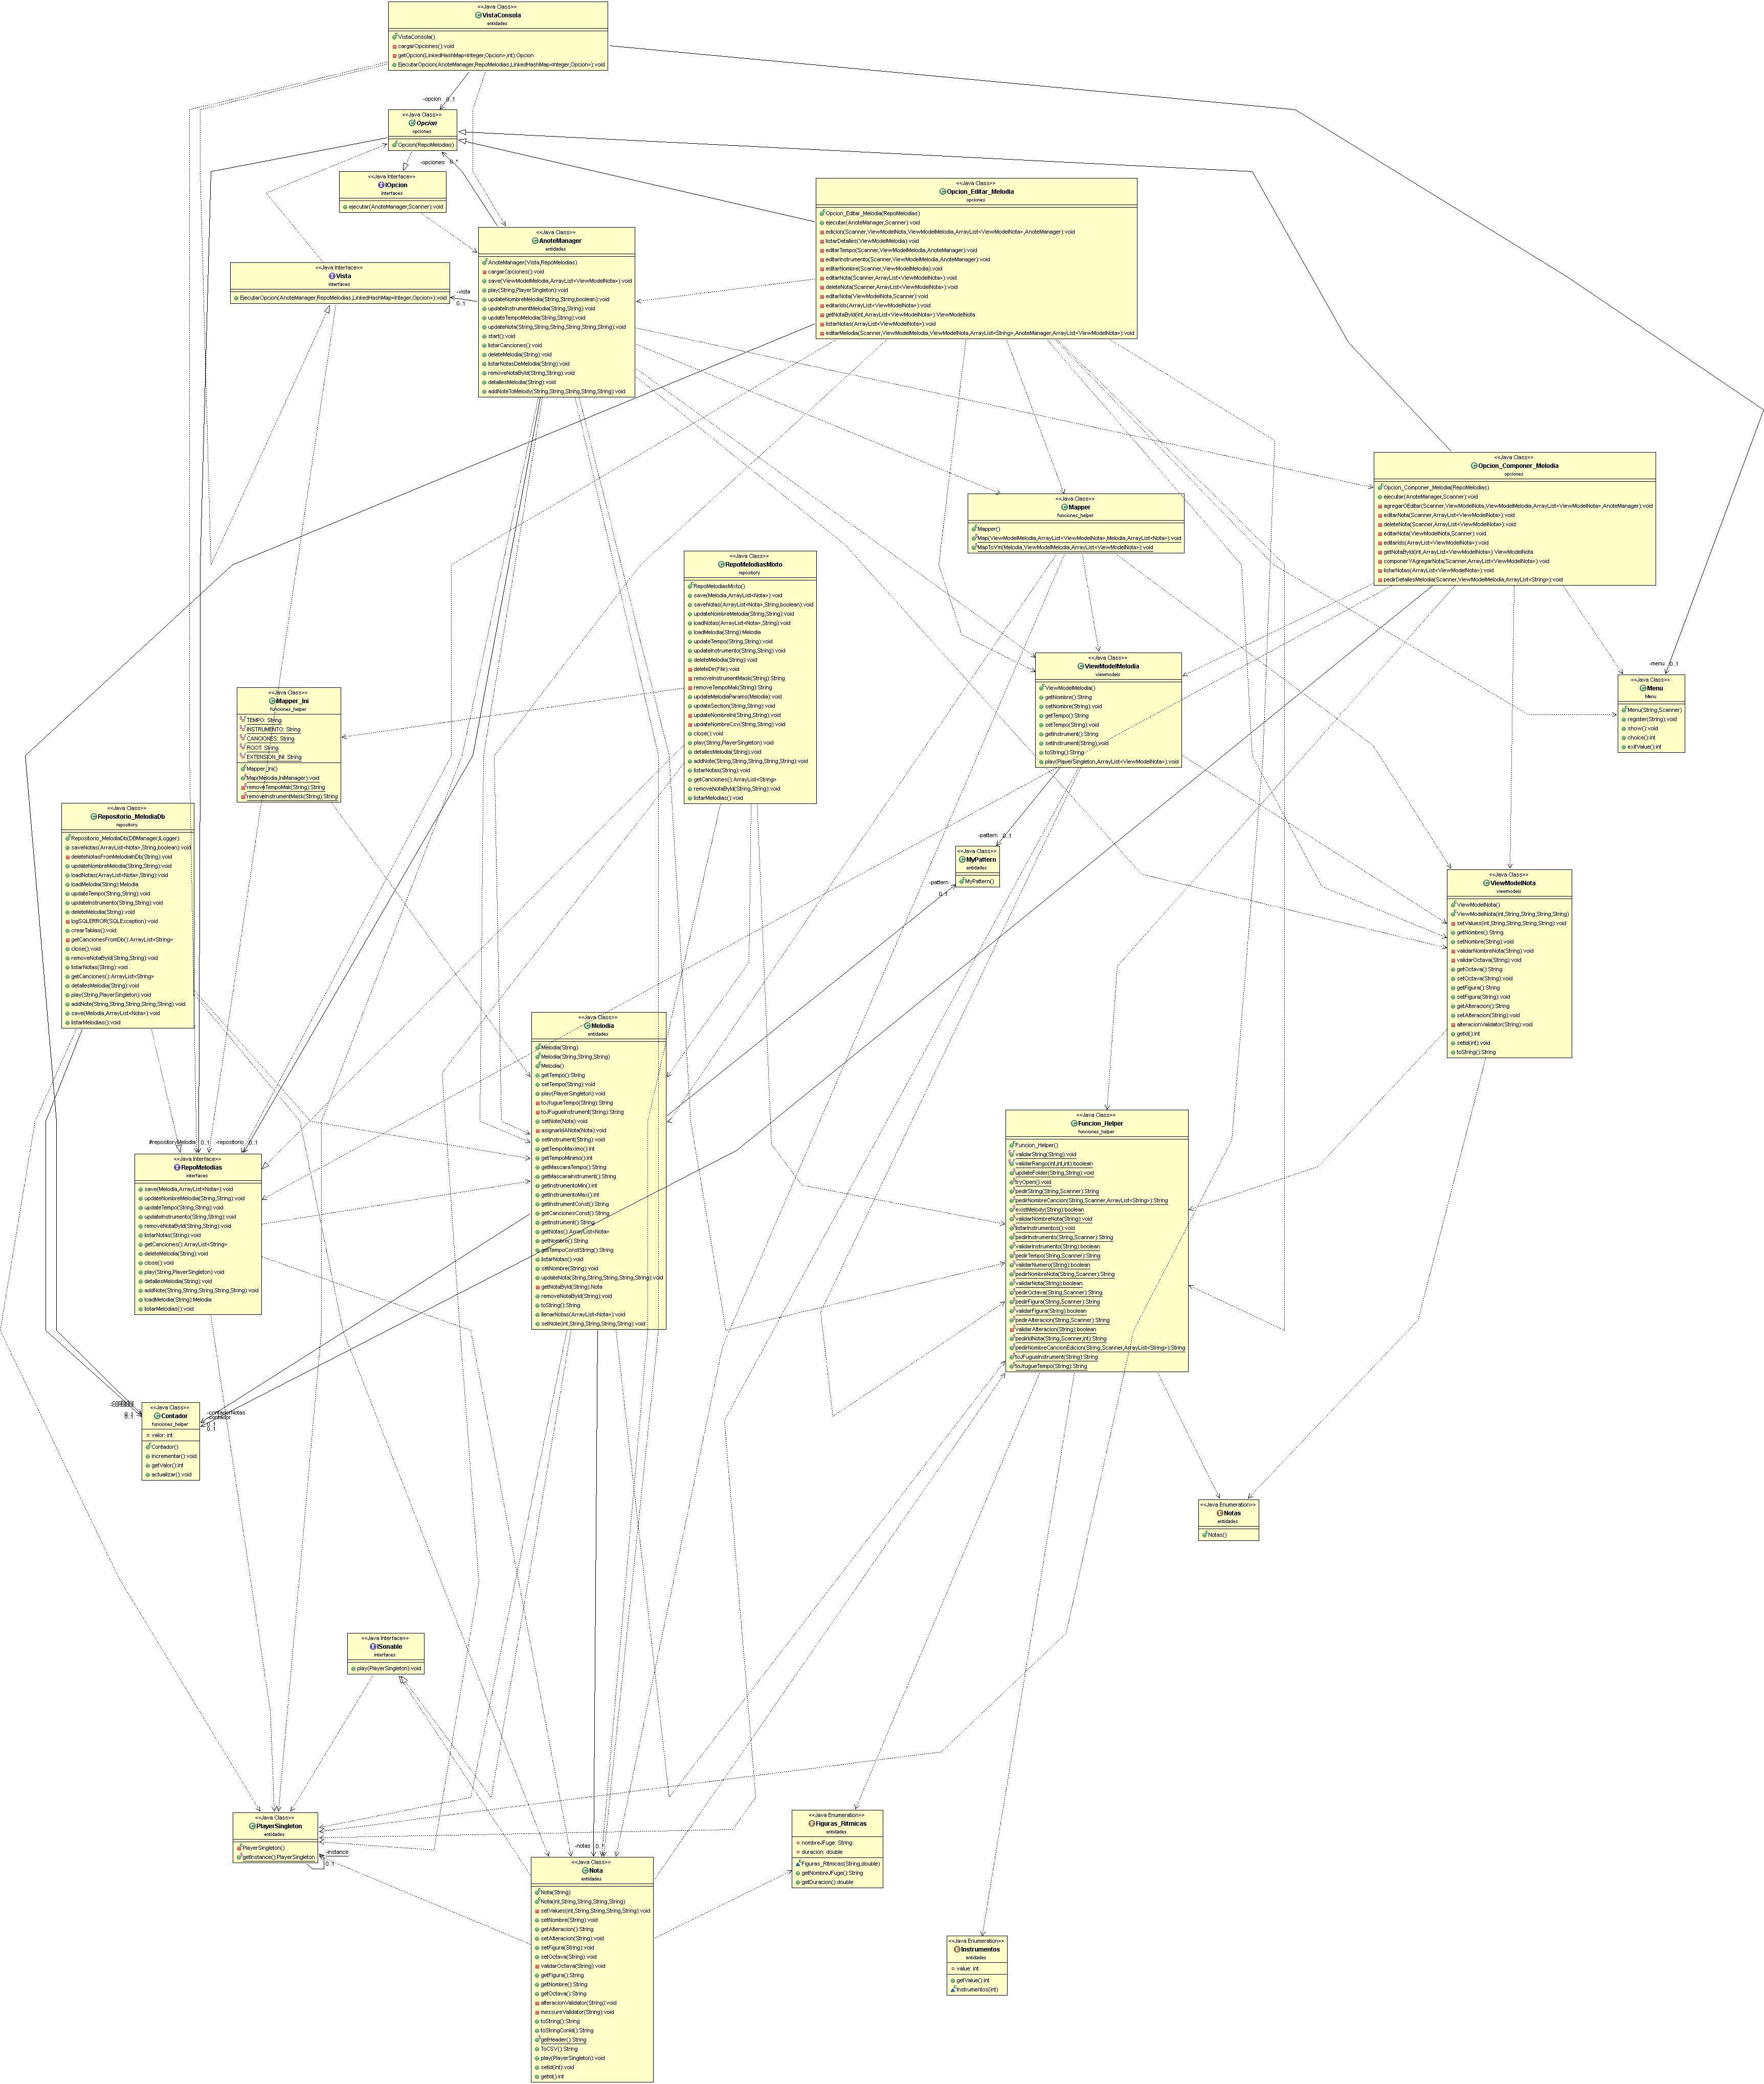 <<Java Class>>
VistaConsola
entidades
VistaConsola()
cargarOpciones():void
getOpcion(LinkedHashMap<Integer,Opcion>,int):Opcion
EjecutarOpcion(AnoteManager,RepoMelodias,LinkedHashMap<Integer,Opcion>):void
-opcion 0..1
<<Java Class>>
Opcion
opciones
Opcion(RepoMelodias)
-opciones 0..*
<<Java Interface>>
IOpcion
interfaces
ejecutar(AnoteManager,Scanner):void
<<Java Class>>
Opcion_Editar_Melodia
opciones
Opcion_Editar_Melodia(RepoMelodias)
ejecutar(AnoteManager,Scanner):void
edicion(Scanner,ViewModelNota,ViewModelMelodia,ArrayList<ViewModelNota>,AnoteManager):void
listarDetalles(ViewModelMelodia):void
editarTempo(Scanner,ViewModelMelodia,AnoteManager):void
editarInstrumento(Scanner,ViewModelMelodia,AnoteManager):void
editarNombre(Scanner,ViewModelMelodia):void
editarNota(Scanner,ArrayList<ViewModelNota>):void
deleteNota(Scanner,ArrayList<ViewModelNota>):void
editarNota(ViewModelNota,Scanner):void
editarIds(ArrayList<ViewModelNota>):void
getNotaById(int,ArrayList<ViewModelNota>):ViewModelNota
listarNotas(ArrayList<ViewModelNota>):void
editarMelodia(Scanner,ViewModelMelodia,ViewModelNota,ArrayList<String>,AnoteManager,ArrayList<ViewModelNota>):void
<<Java Class>>
AnoteManager
entidades
AnoteManager(Vista,RepoMelodias)
cargarOpciones():void
save(ViewModelMelodia,ArrayList<ViewModelNota>):void
play(String,PlayerSingleton):void
updateNombreMelodia(String,String,boolean):void
updateInstrumentMelodia(String,String):void
updateTempoMelodia(String,String):void
updateNota(String,String,String,String,String,String):void
start():void
listarCanciones():void
deleteMelodia(String):void
listarNotasDeMelodia(String):void
removeNotaById(String,String):void
detallesMelodia(String):void
addNoteToMelody(String,String,String,String,String):void
<<Java Interface>>
Vista
interfaces
EjecutarOpcion(AnoteManager,RepoMelodias,LinkedHashMap<Integer,Opcion>):void
-vista
0..1
<<Java Class>>
Opcion_Componer_Melodia
opciones
Opcion_Componer_Melodia(RepoMelodias)
ejecutar(AnoteManager,Scanner):void
agregarOEditar(Scanner,ViewModelNota,ViewModelMelodia,ArrayList<ViewModelNota>,AnoteManager):void
editarNota(Scanner,ArrayList<ViewModelNota>):void
deleteNota(Scanner,ArrayList<ViewModelNota>):void
editarNota(ViewModelNota,Scanner):void
editarIds(ArrayList<ViewModelNota>):void
getNotaById(int,ArrayList<ViewModelNota>):ViewModelNota
componerYAgregarNota(Scanner,ArrayList<ViewModelNota>):void
listarNotas(ArrayList<ViewModelNota>):void
pedirDetallesMelodia(Scanner,ViewModelMelodia,ArrayList<String>):void
<<Java Class>>
Mapper
funciones_helper
Mapper()
Map(ViewModelMelodia,ArrayList<ViewModelNota>,Melodia,ArrayList<Nota>):void
MapToVm(Melodia,ViewModelMelodia,ArrayList<ViewModelNota>):void
<<Java Class>>
RepoMelodiasMixto
repository
RepoMelodiasMixto()
save(Melodia,ArrayList<Nota>):void
saveNotas(ArrayList<Nota>,String,boolean):void
updateNombreMelodia(String,String):void
loadNotas(ArrayList<Nota>,String):void
loadMelodia(String):Melodia
updateTempo(String,String):void
updateInstrumento(String,String):void
deleteMelodia(String):void
deleteDir(File):void
removeInstrumentMask(String):String
removeTempoMak(String):String
updateMelodiaParams(Melodia):void
updateSection(String,String):void
updateNombreIni(String,String):void
updateNombreCsv(String,String):void
close():void
play(String,PlayerSingleton):void
detallesMelodia(String):void
addNote(String,String,String,String,String,String):void
listarNotas(String):void
getCanciones():ArrayList<String>
removeNotaById(String,String):void
listarMelodias():void
<<Java Class>>
ViewModelMelodia
viewmodels
ViewModelMelodia()
getNombre():String
setNombre(String):void
getTempo():String
setTempo(String):void
getInstrument():String
setInstrument(String):void
toString():String
play(PlayerSingleton,ArrayList<ViewModelNota>):void
-menu 0..1
<<Java Class>>
Menu
Menu
Menu(String,Scanner)
register(String):void
show():void
choice():int
exitValue():int
<<Java Class>>
Mapper_Ini
funciones_helper
TEMPO: String
INSTRUMENTO: String
CANCIONES: String
ROOT: String
EXTENSION_INI: String
Mapper_Ini()
Map(Melodia,IniManager):void
removeTempoMak(String):String
removeInstrumentMask(String):String
<<Java Class>>
Repositorio_MelodiaDb
repository
Repositorio_MelodiaDb(DBManager,ILogger)
saveNotas(ArrayList<Nota>,String,boolean):void
deleteNotasFromMelodiaInDb(String):void
updateNombreMelodia(String,String):void
loadNotas(ArrayList<Nota>,String):void
loadMelodia(String):Melodia
updateTempo(String,String):void
updateInstrumento(String,String):void
deleteMelodia(String):void
logSQLERROR(SQLException):void
crearTablas():void
getCancionesFromDb():ArrayList<String>
close():void
removeNotaById(String,String):void
listarNotas(String):void
getCanciones():ArrayList<String>
detallesMelodia(String):void
play(String,PlayerSingleton):void
addNote(String,String,String,String,String,String):void
save(Melodia,ArrayList<Nota>):void
listarMelodias():void
-pattern 0..1
<<Java Class>>
MyPattern
entidades
MyPattern()
-pattern
0..1
<<Java Class>>
ViewModelNota
viewmodels
ViewModelNota()
ViewModelNota(int,String,String,String,String)
setValues(int,String,String,String,String):void
getNombre():String
setNombre(String):void
validarNombreNota(String):void
validarOctava(String):void
getOctava():String
setOctava(String):void
getFigura():String
setFigura(String):void
getAlteracion():String
setAlteracion(String):void
alteracionValidator(String):void
getId():int
setId(int):void
toString():String
<<Java Class>>
Melodia
entidades
Melodia(String)
Melodia(String,String,String)
Melodia()
getTempo():String
setTempo(String):void
play(PlayerSingleton):void
toJfugueTempo(String):String
toJFugueInstrument(String):String
setNote(Nota):void
asignarIdANota(Nota):void
setInstrument(String):void
getTempoMaximo():int
getTempoMinimo():int
getMascaraTempo():String
getMascaraInstrument():String
getInstrumentoMin():int
getInstrumentoMax():int
getInstrumentConst():String
getCancionesConst():String
getInstrument():String
getNotas():ArrayList<Nota>
getNombre():String
getTempoConstString():String
listarNotas():void
setNombre(String):void
updateNota(String,String,String,String,String):void
getNotaById(String):Nota
removeNotaById(String):void
toString():String
llenarNotas(ArrayList<Nota>):void
setNote(int,String,String,String,String):void
#repositoryMelodia 0..1 -repositorio 0..1
<<Java Interface>>
RepoMelodias
interfaces
save(Melodia,ArrayList<Nota>):void
updateNombreMelodia(String,String):void
updateTempo(String,String):void
updateInstrumento(String,String):void
removeNotaById(String,String):void
listarNotas(String):void
getCanciones():ArrayList<String>
deleteMelodia(String):void
close():void
play(String,PlayerSingleton):void
detallesMelodia(String):void
addNote(String,String,String,String,String,String):void
loadMelodia(String):Melodia
listarMelodias():void
<<Java Class>>
Funcion_Helper
funciones_helper
Funcion_Helper()
validarString(String):void
validarRango(int,int,int):boolean
updateFolder(String,String):void
tryOpen():void
pedirString(String,Scanner):String
pedirNombreCancion(String,Scanner,ArrayList<String>):String
existMelody(String):boolean
validarNombreNota(String):void
listarInstrumentos():void
pedirInstrumento(String,Scanner):String
validarInstrumento(String):boolean
pedirTempo(String,Scanner):String
validarNumero(String):boolean
pedirNombreNota(String,Scanner):String
validarNota(String):boolean
pedirOctava(String,Scanner):String
pedirFigura(String,Scanner):String
validarFigura(String):boolean
pedirAlteracion(String,Scanner):String
validarAlteracion(String):boolean
pedirIdNota(String,Scanner,int):String
pedirNombreCancionEdicion(String,Scanner,ArrayList<String>):String
toJFugueInstrument(String):String
toJfugueTempo(String):String
<<Java Class>>
Contador
funciones_helper
valor: int
Contador()
incrementar():void
getValor():int
actualizar():void
0..1
-contadorNotas
-contador
0..1
0..1
<<Java Enumeration>>
Notas
entidades
Notas()
<<Java Interface>>
ISonable
interfaces
play(PlayerSingleton):void
<<Java Class>>
PlayerSingleton
entidades
PlayerSingleton()
getInstance():PlayerSingleton
-instance
0..1
<<Java Enumeration>>
Figuras_Ritmicas
entidades
nombreJFuge: String
duracion: double
Figuras_Ritmicas(String,double)
getNombreJFuge():String
getDuracion():double
-notas 0..*
<<Java Class>>
Nota
entidades
Nota(String)
Nota(int,String,String,String,String)
setValues(int,String,String,String,String):void
setNombre(String):void
getAlteracion():String
setAlteracion(String):void
setFigura(String):void
setOctava(String):void
validarOctava(String):void
getFigura():String
getNombre():String
getOctava():String
alteracionValidator(String):void
messureValidator(String):void
toString():String
toStringConId():String
getHeader():String
ToCSV():String
play(PlayerSingleton):void
setId(int):void
getId():int
<<Java Enumeration>>
Instrumentos
entidades
value: int
getValue():int
Instrumentos(int)